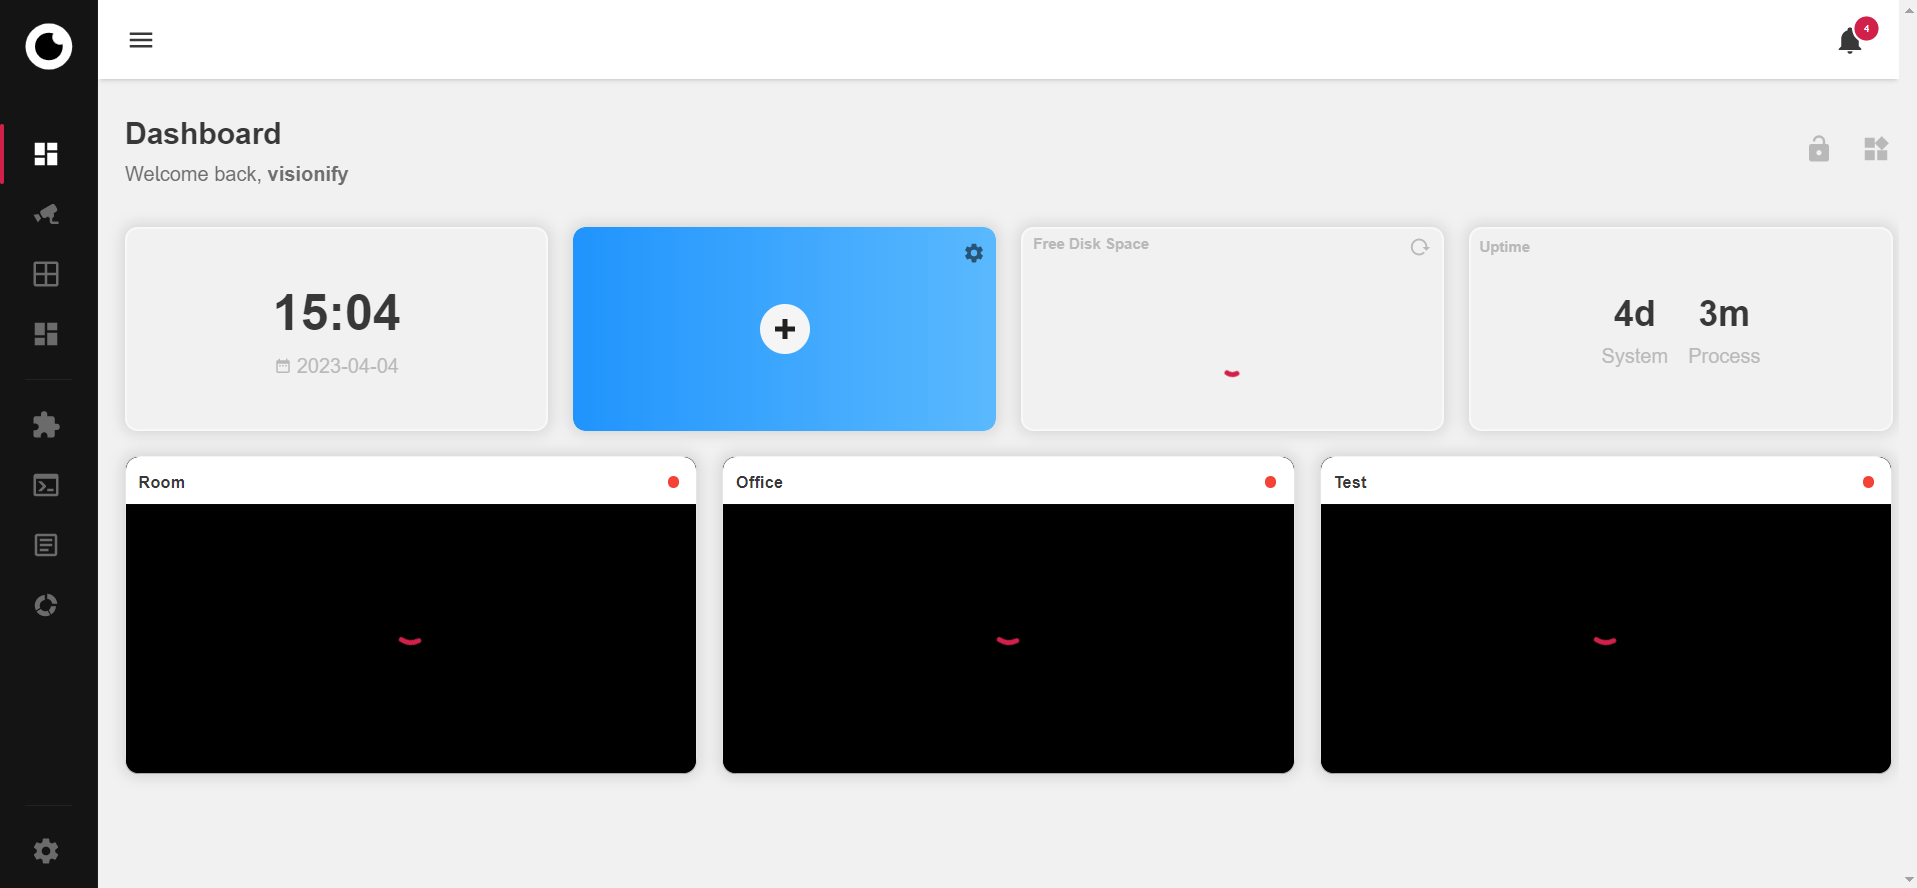 4
Dashboard
Welcome back, visionify
15:04
2023-04-04
Free Disk Space
Uptime
4d 3m
System Process
Room
Office
Test